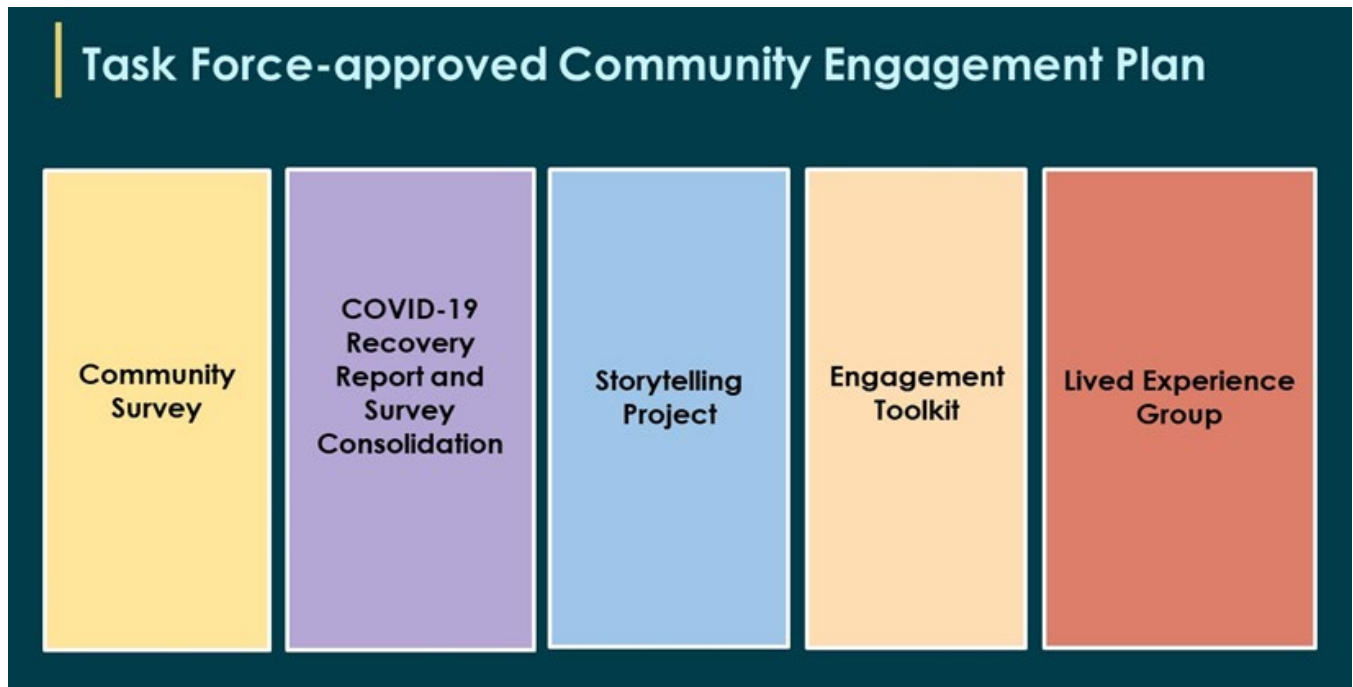 Task Force-approved Community Engagement Plan
Community
Survey
COVID-19
Recovery
Report and
Survey
Consolidation
Storytelling
Project
Engagement
Toolkit
Lived Experience
Group